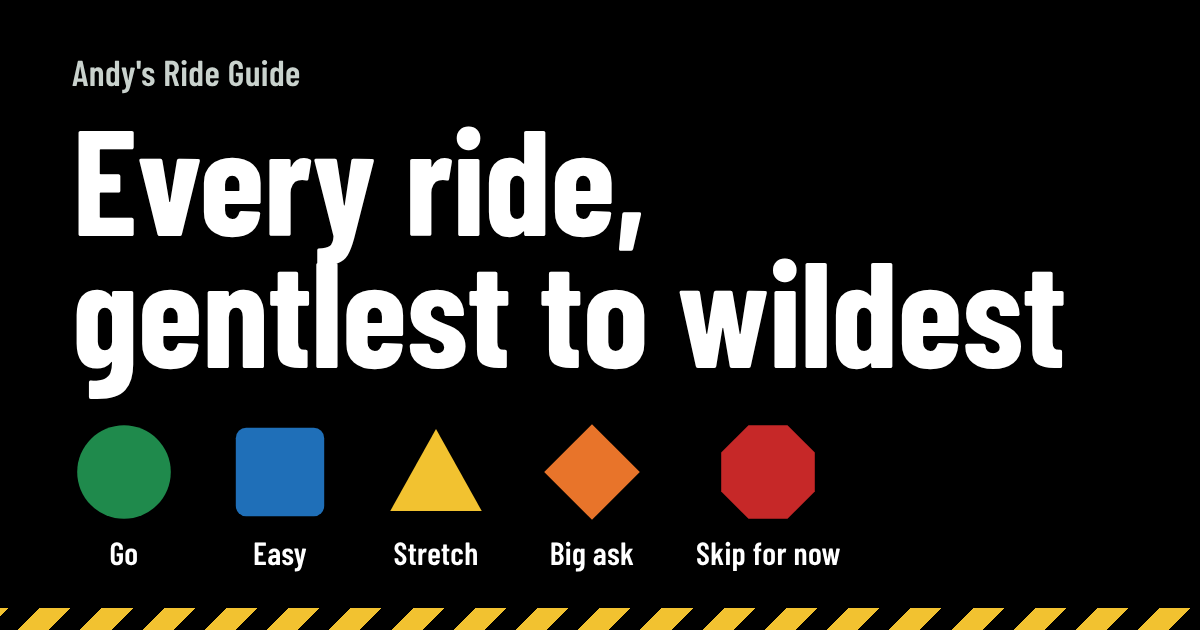 Andy's Ride Guide
Every ride,
gentlest to wildest
Go
Easy
Stretch
Big ask
Skip for now